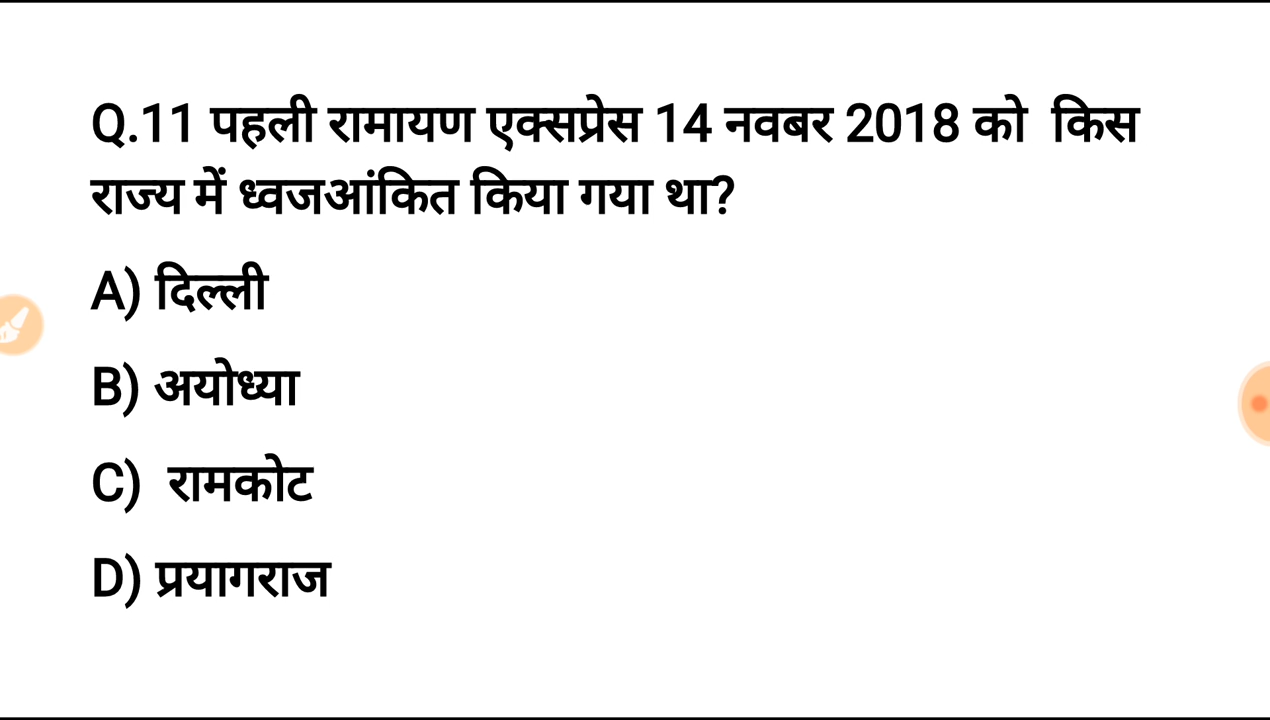 Q.11 पहली रामायण एक्सप्रेस 14 नवबर 2018 को किस
राज्य में ध्वजआंकित किया गया था?
A) दिल्ली
B) अयोध्या
C) रामकोट
D) प्रयागराज